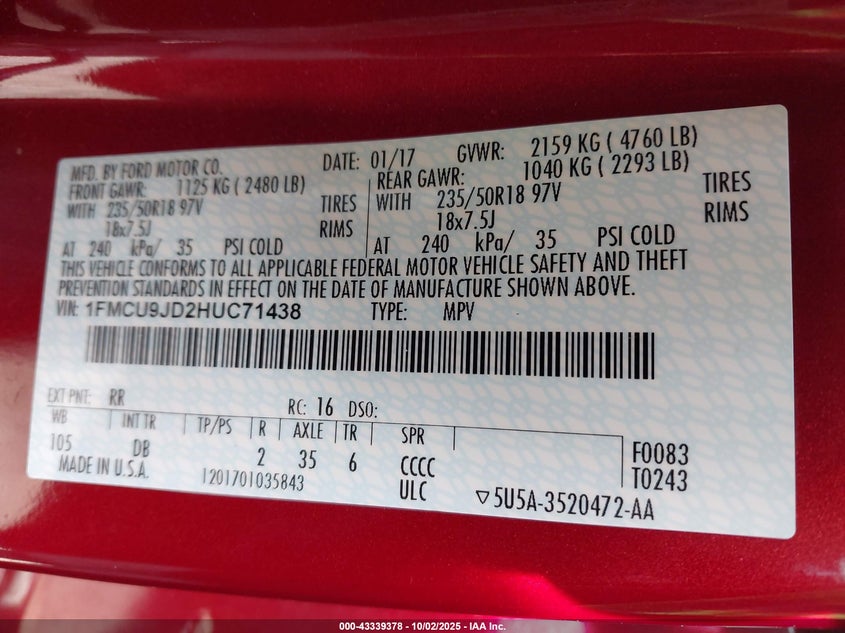 MFD. BY FORD MOTOR CO.
DATE: 01/17 GVWR: 2159 KG ( 4760 LB)
FRONT GAWR: 1125 KG ( 2480 LB)
WITH 235/50R18 97V TIRES
18x7.5J RIMS
AT 240 kPa/ 35 PSI COLD
REAR GAWR: 1040 KG ( 2293 LB)
WITH 235/50R18 97V TIRES
18x7.5J RIMS
AT 240 kPa/ 35 PSI COLD
THIS VEHICLE CONFORMS TO ALL APPLICABLE FEDERAL MOTOR VEHICLE SAFETY AND THEFT
PREVENTION STANDARDS IN EFFECT ON THE DATE OF MANUFACTURE SHOWN ABOVE.
VIN: 1FMCU9JD2HUC71438 TYPE: MPV
EXT PNT: RR RC: 16 DSO:
WB INT TR TP/PS R AXLE TR SPR
105 DB 2 35 6 CCCC F0083
MADE IN U.S.A. 1201701035843 ULC T0243
▽5U5A-3520472-AA
000-43339378 - 10/02/2025 - IAA Inc.